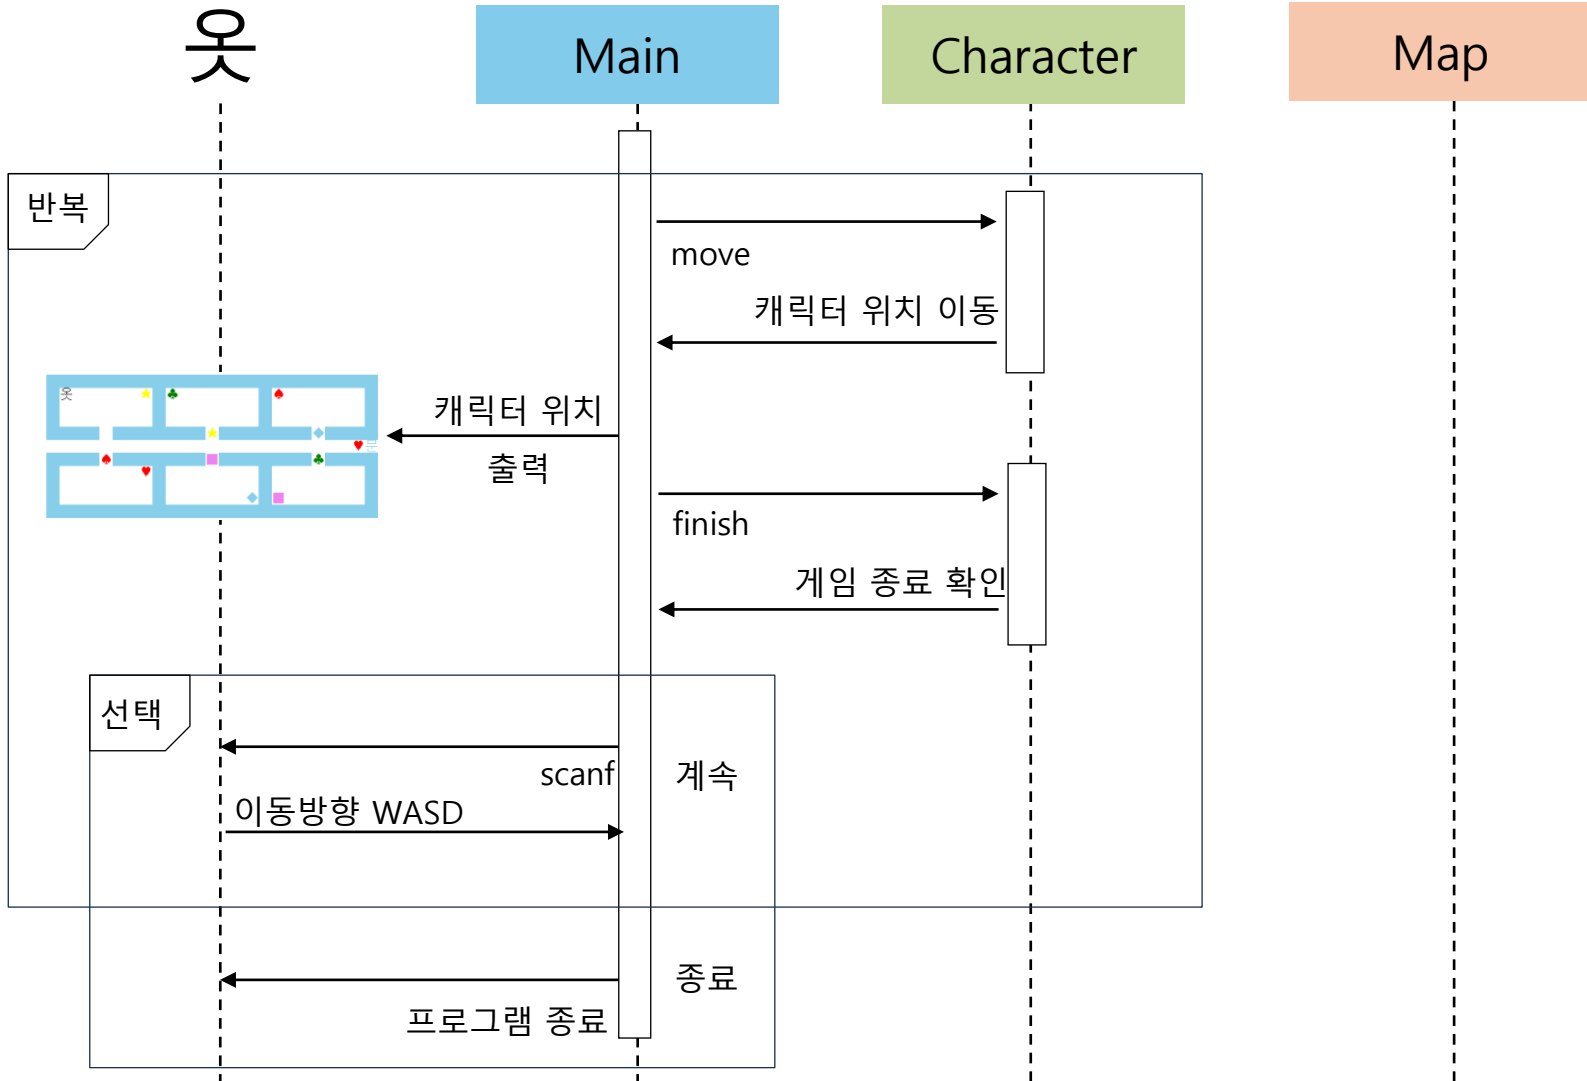 옷
Main
Character
Map
반복
move
캐릭터 위치 이동
옷
캐릭터 위치
출력
문
finish
게임 종료 확인
선택
scanf
계속
이동방향 WASD
종료
프로그램 종료